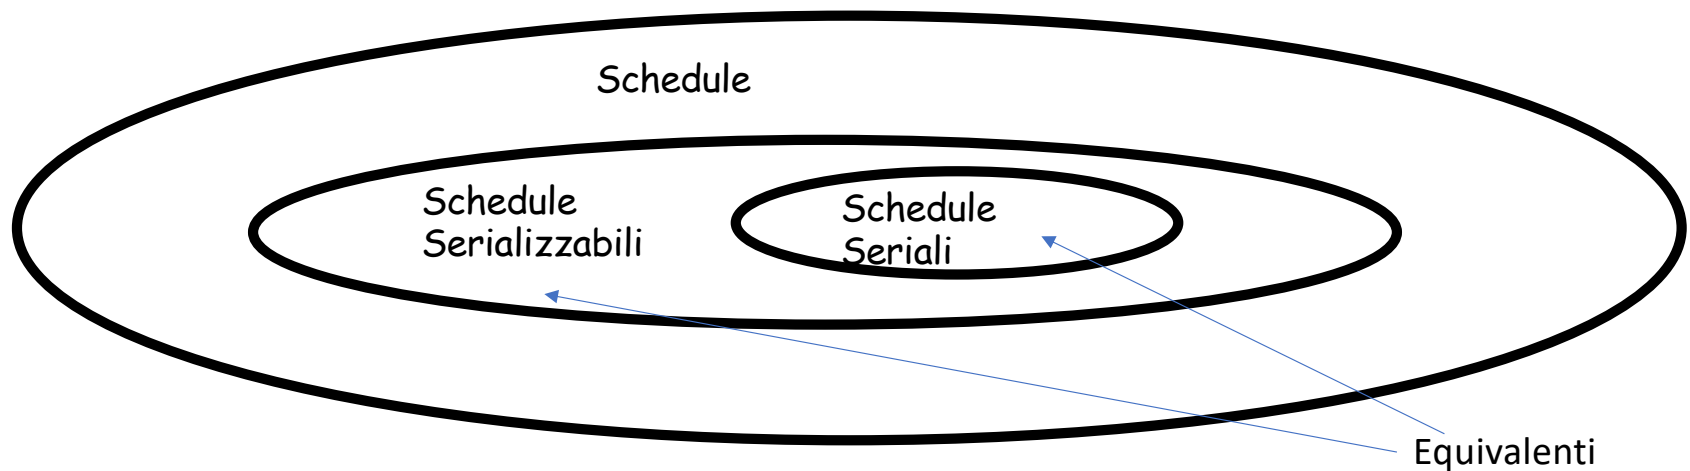 Schedule
Schedule
Serializzabili
Schedule
Seriali
Equivalenti